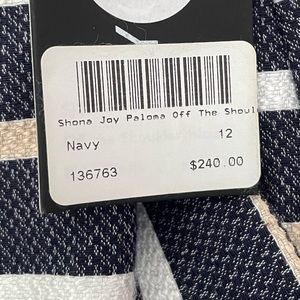 Shona Joy Paloma Off The Shoul
Navy 12
136763 $240.00